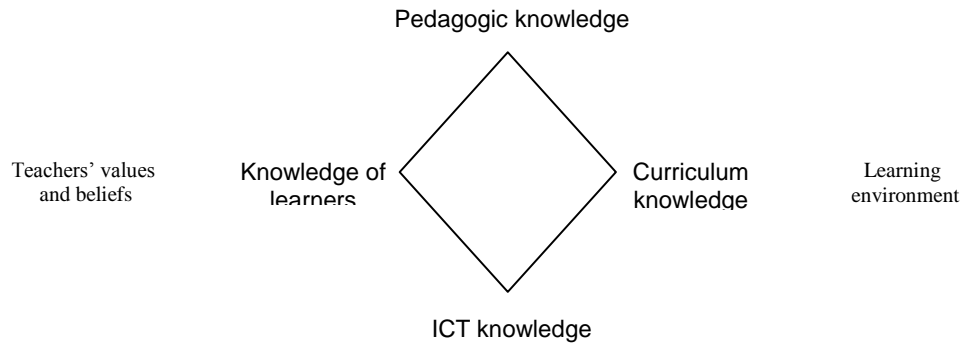 Pedagogic knowledge
Teachers' values
and beliefs
Knowledge of
learners
Curriculum
knowledge
Learning
environment
ICT knowledge